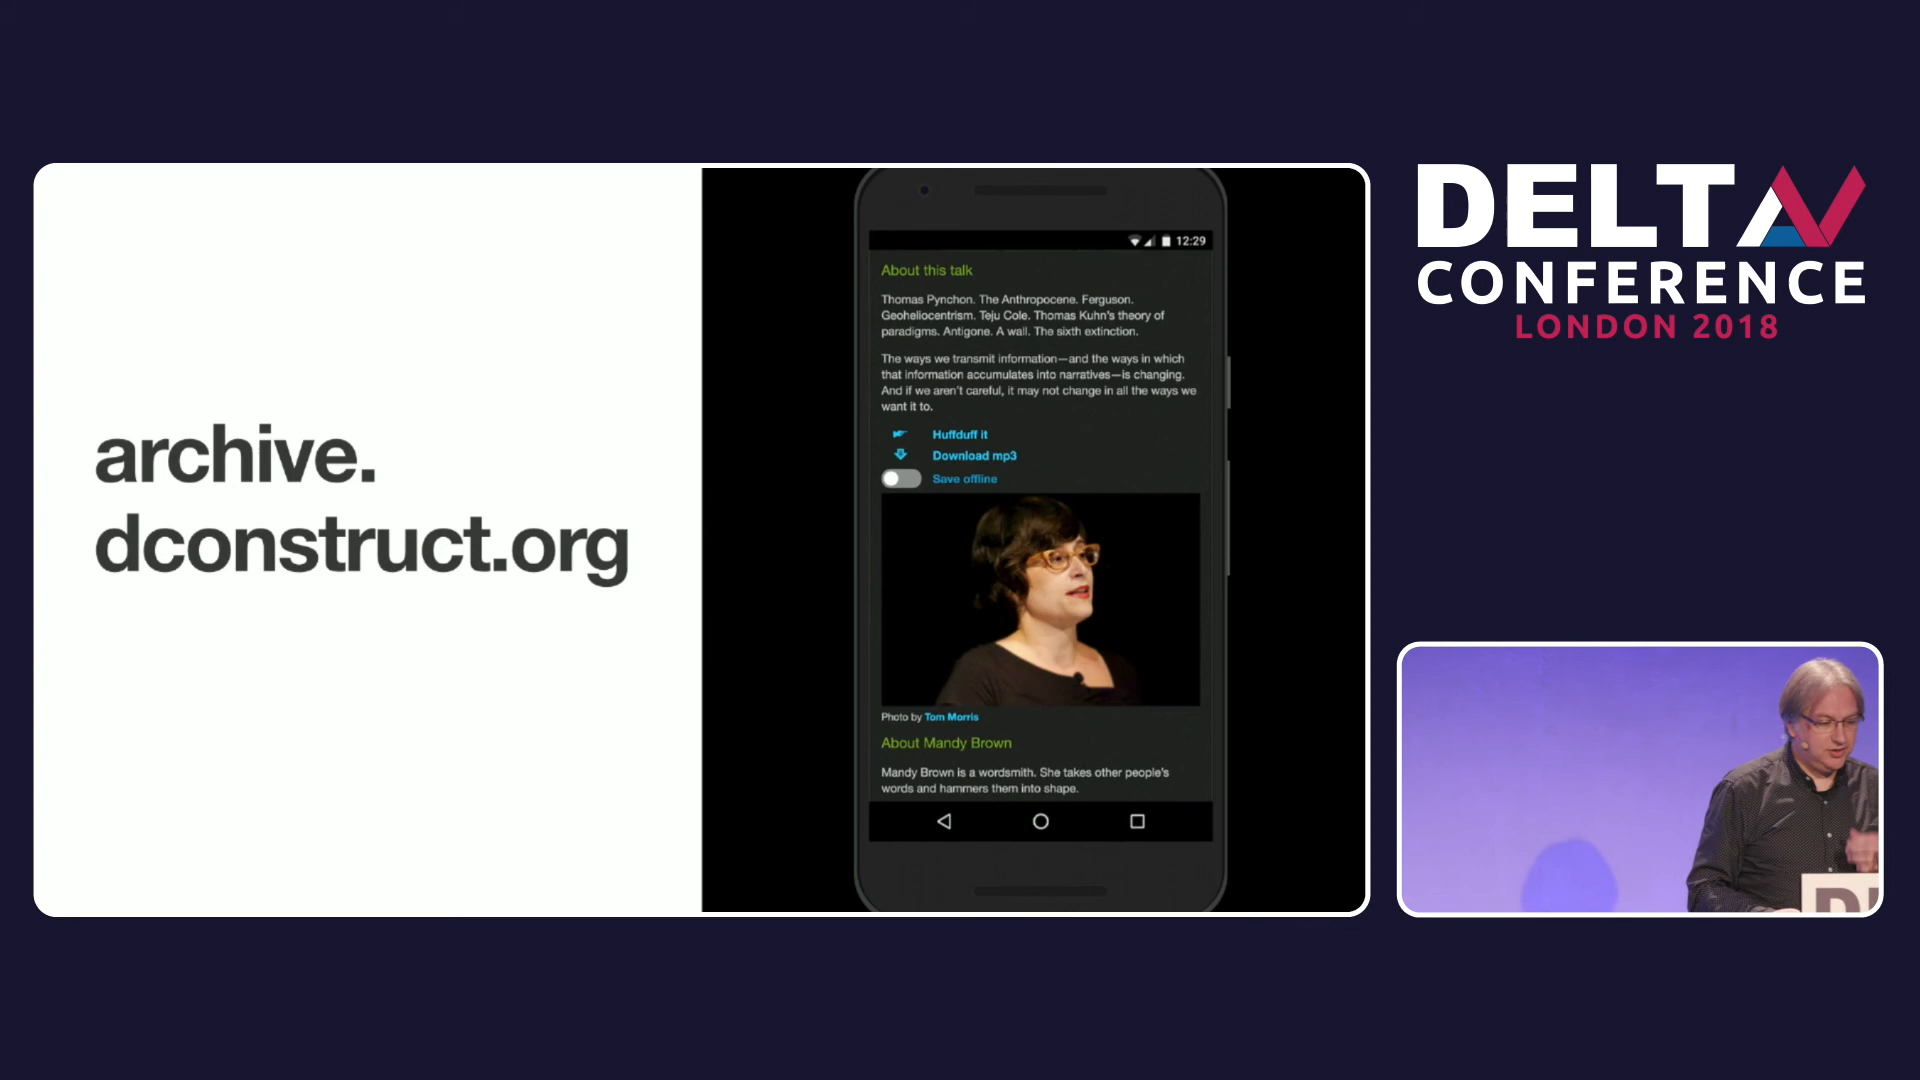 archive.
dconstruct.org
12:29
About this talk
Thomas Pynchon. The Anthropocene. Ferguson.
Geoheliocentrism. Teju Cole. Thomas Kuhn's theory of
paradigms. Antigone. A wall. The sixth extinction.
The ways we transmit information—and the ways in which
that information accumulates into narratives—is changing.
And if we aren't careful, it may not change in all the ways we
want it to.
Huffduff it
Download mp3
Save offline
Photo by Tom Morris
About Mandy Brown
Mandy Brown is a wordsmith. She takes other people's
words and hammers them into shape.
DELTA V
CONFERENCE
LONDON 2018